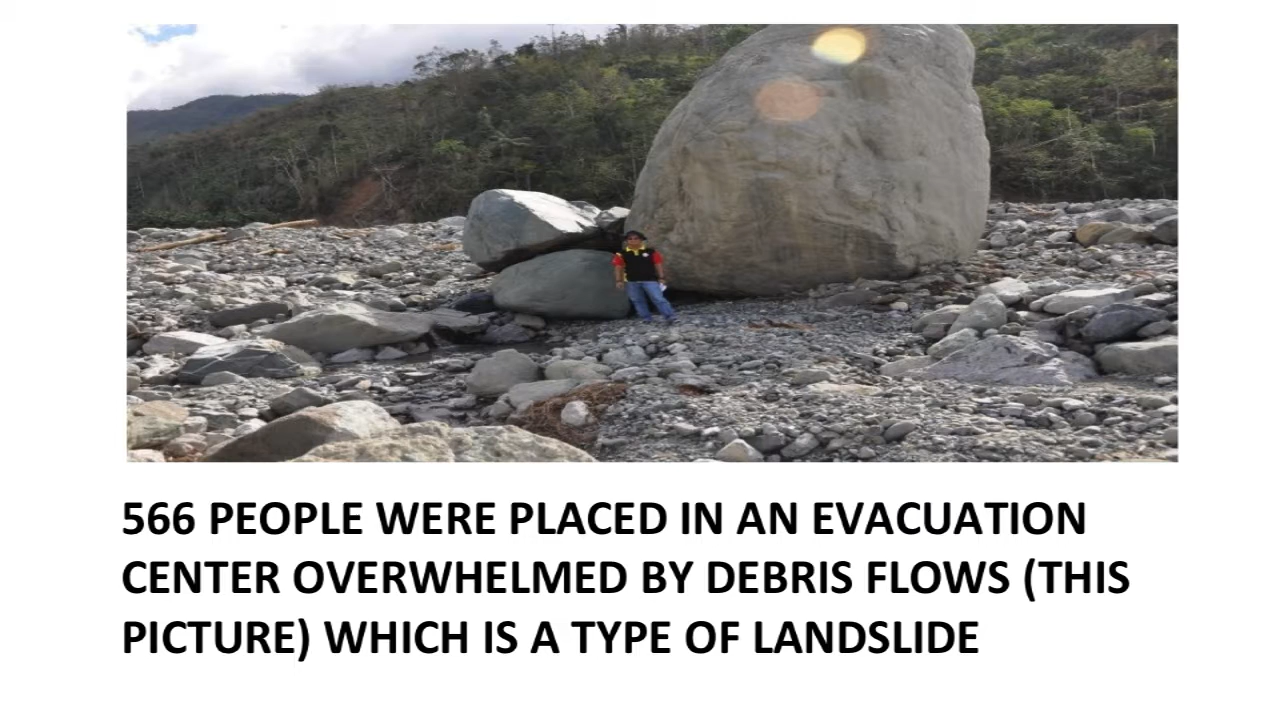 566 PEOPLE WERE PLACED IN AN EVACUATION
CENTER OVERWHELMED BY DEBRIS FLOWS (THIS
PICTURE) WHICH IS A TYPE OF LANDSLIDE